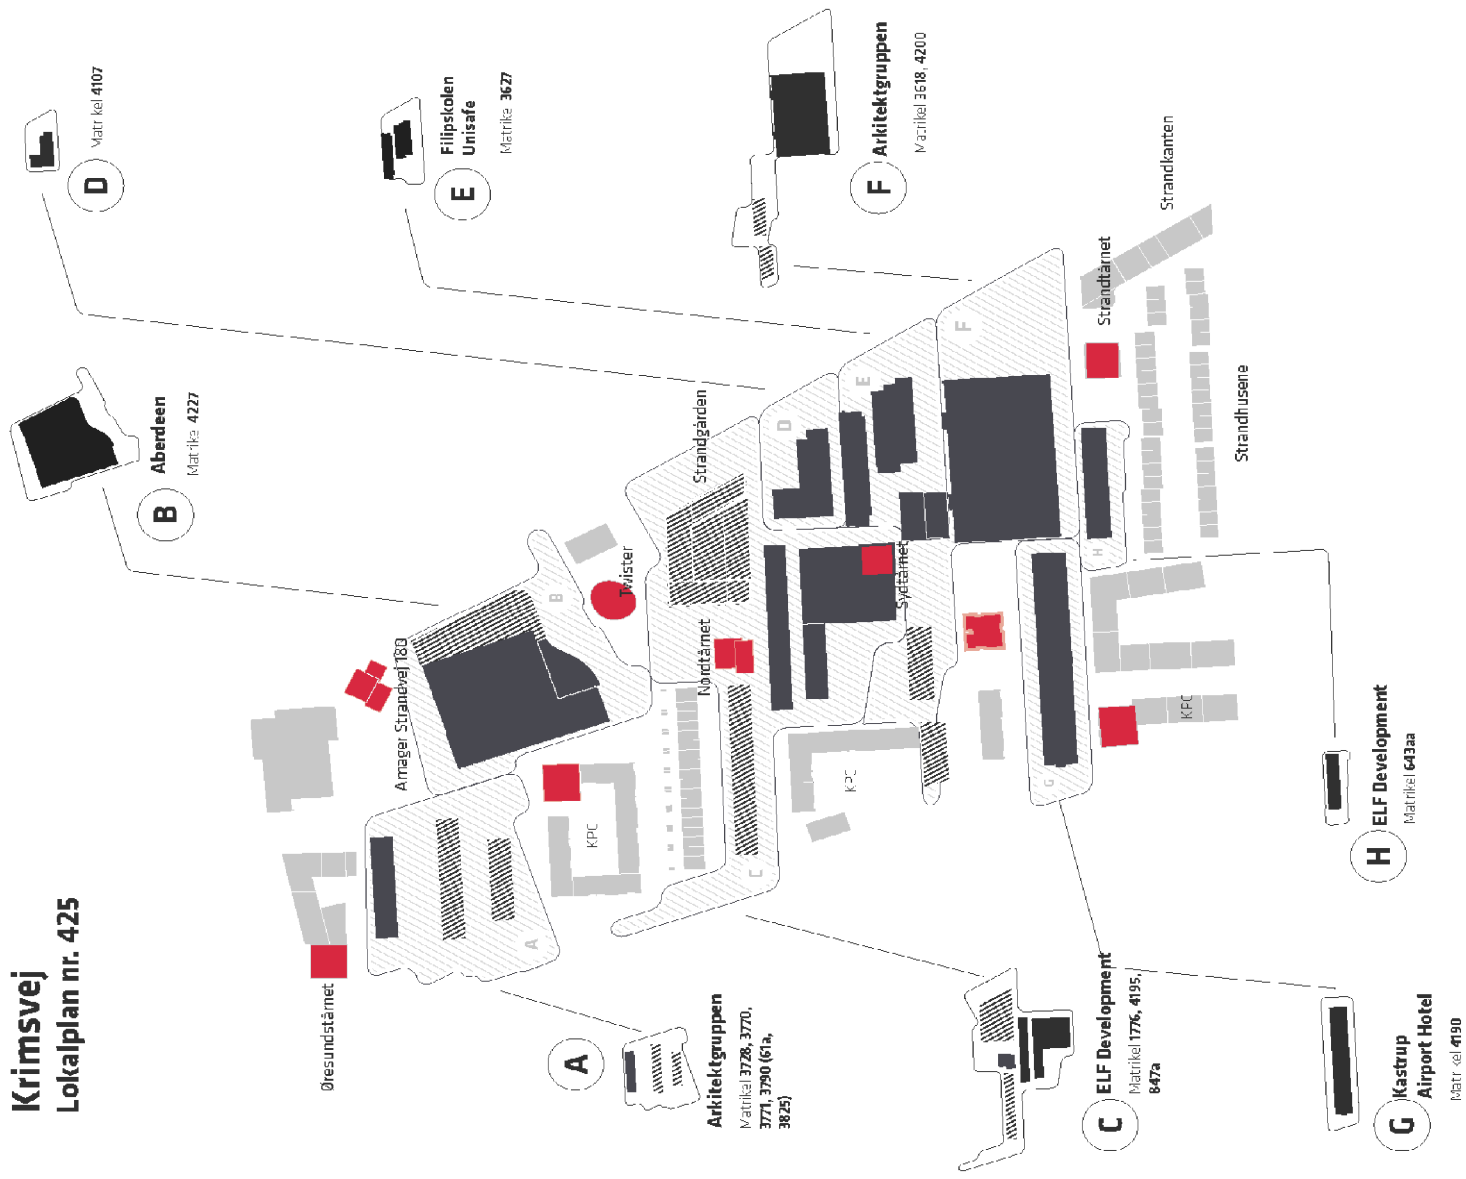 Krimsvej
Lokalplan nr. 425
A
Arkitektgruppen
Matrikel 3728, 3770,
3771, 3790 (61a,
3825)
B
Aberdeen
Matrikel 4227
C
ELF Development
Matrikel 1776, 4195,
847a
D
Matrikel 4107
E
Filipskolen
Unisafe
Matrikel 3627
F
Arkitektgruppen
Matrikel 3618, 4200
G
Kastrup
Airport Hotel
Matrikel 4190
H
ELF Development
Matrikel 643aa
Øresundstårnet
Amager Strandvej 180
Twister
Strandgården
Nordtårnet
Sydtårnet
Strandtårnet
Strandkanten
Strandhusene
KPC
KPC
KPC
A
B
C
D
E
F
G
H